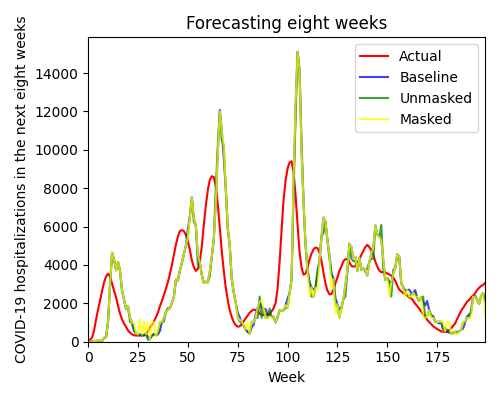 Forecasting eight weeks
COVID-19 hospitalizations in the next eight weeks
14000
12000
10000
8000
6000
4000
2000
0
Actual
Baseline
Unmasked
Masked
0 25 50 75 100 125 150 175
Week